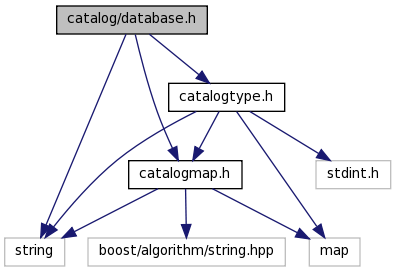 catalog/database.h
catalogtype.h
catalogmap.h
stdint.h
string
boost/algorithm/string.hpp
map